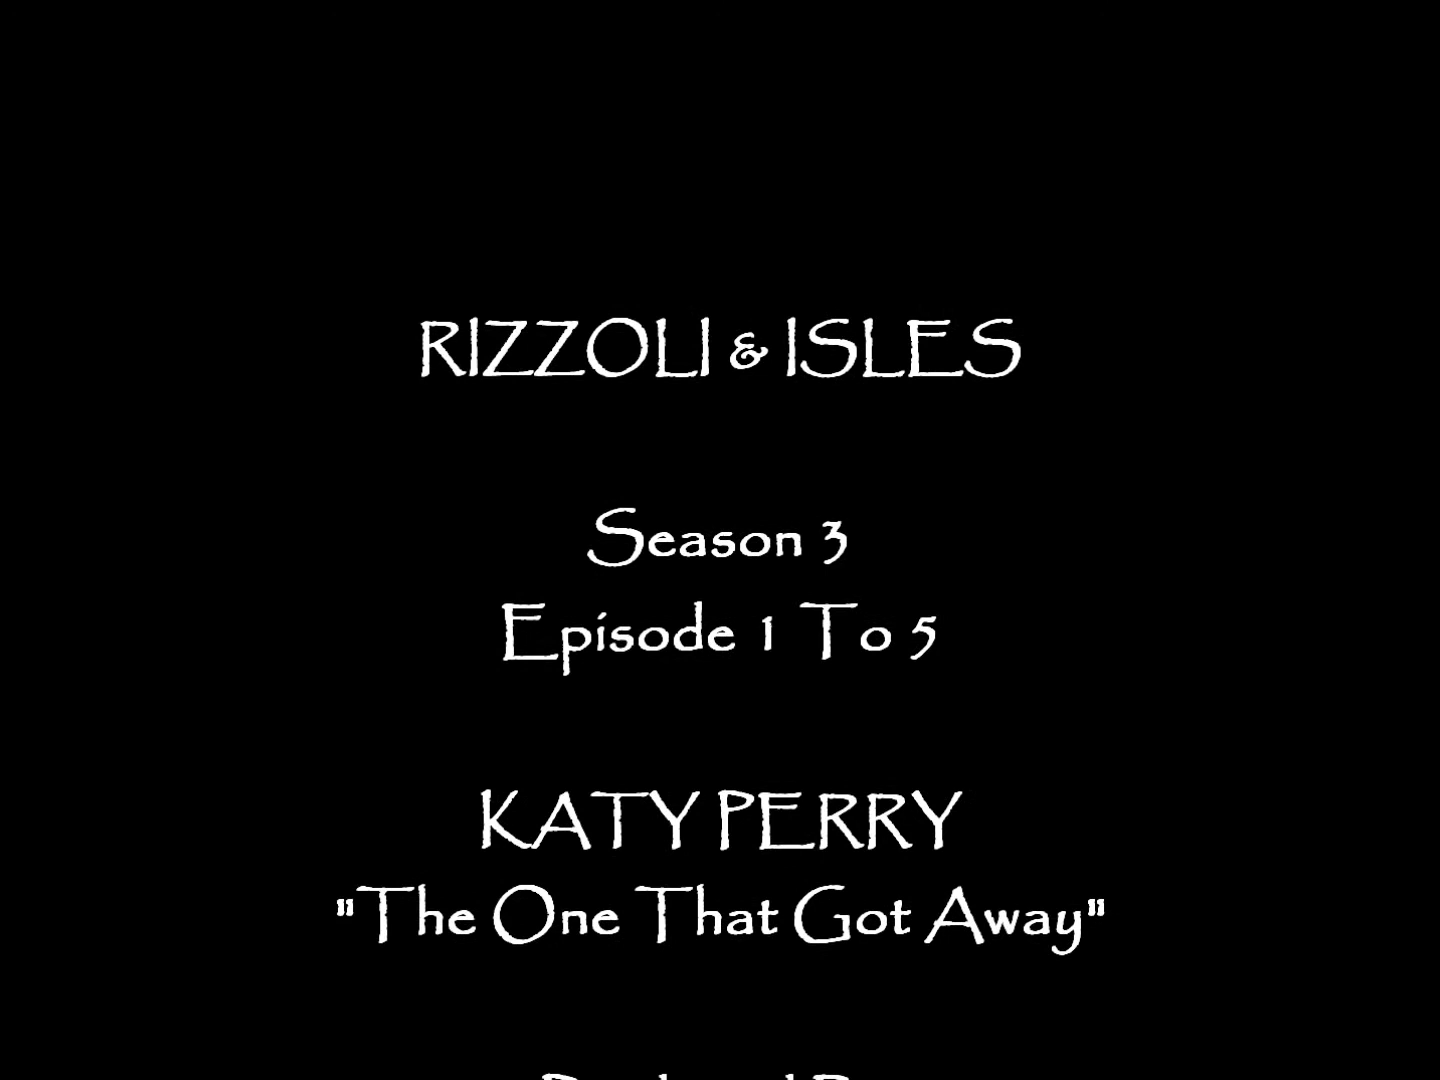 RIZZOLI & ISLES
Season 3
Episode 1 To 5
KATY PERRY
"The One That Got Away"